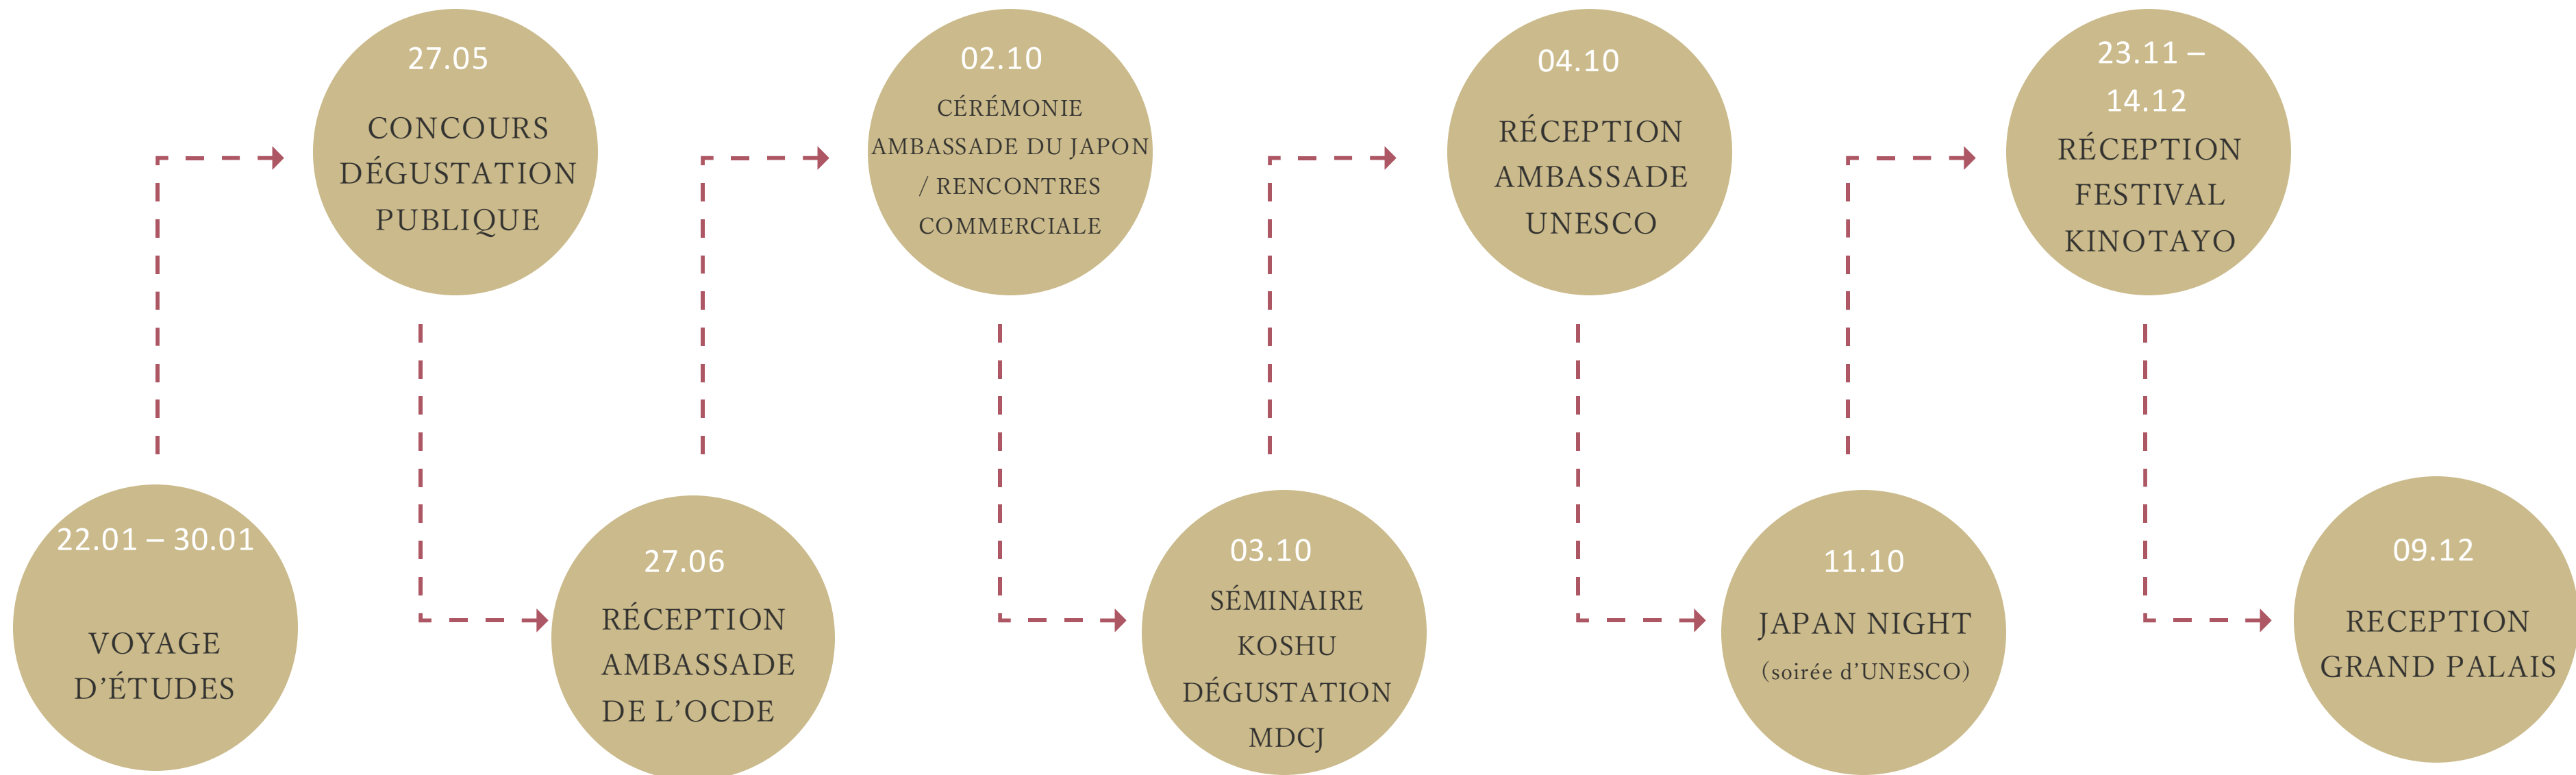 22.01 – 30.01
VOYAGE
D’ÉTUDES
27.05
CONCOURS
DÉGUSTATION
PUBLIQUE
27.06
RÉCEPTION
AMBASSADE
DE L’OCDE
02.10
CÉRÉMONIE
AMBASSADE DU JAPON
/ RENCONTRES
COMMERCIALE
03.10
SÉMINAIRE
KOSHU
DÉGUSTATION
MDCJ
04.10
RÉCEPTION
AMBASSADE
UNESCO
11.10
JAPAN NIGHT
(soirée d’UNESCO)
23.11 –
14.12
RÉCEPTION
FESTIVAL
KINOTAYO
09.12
RECEPTION
GRAND PALAIS